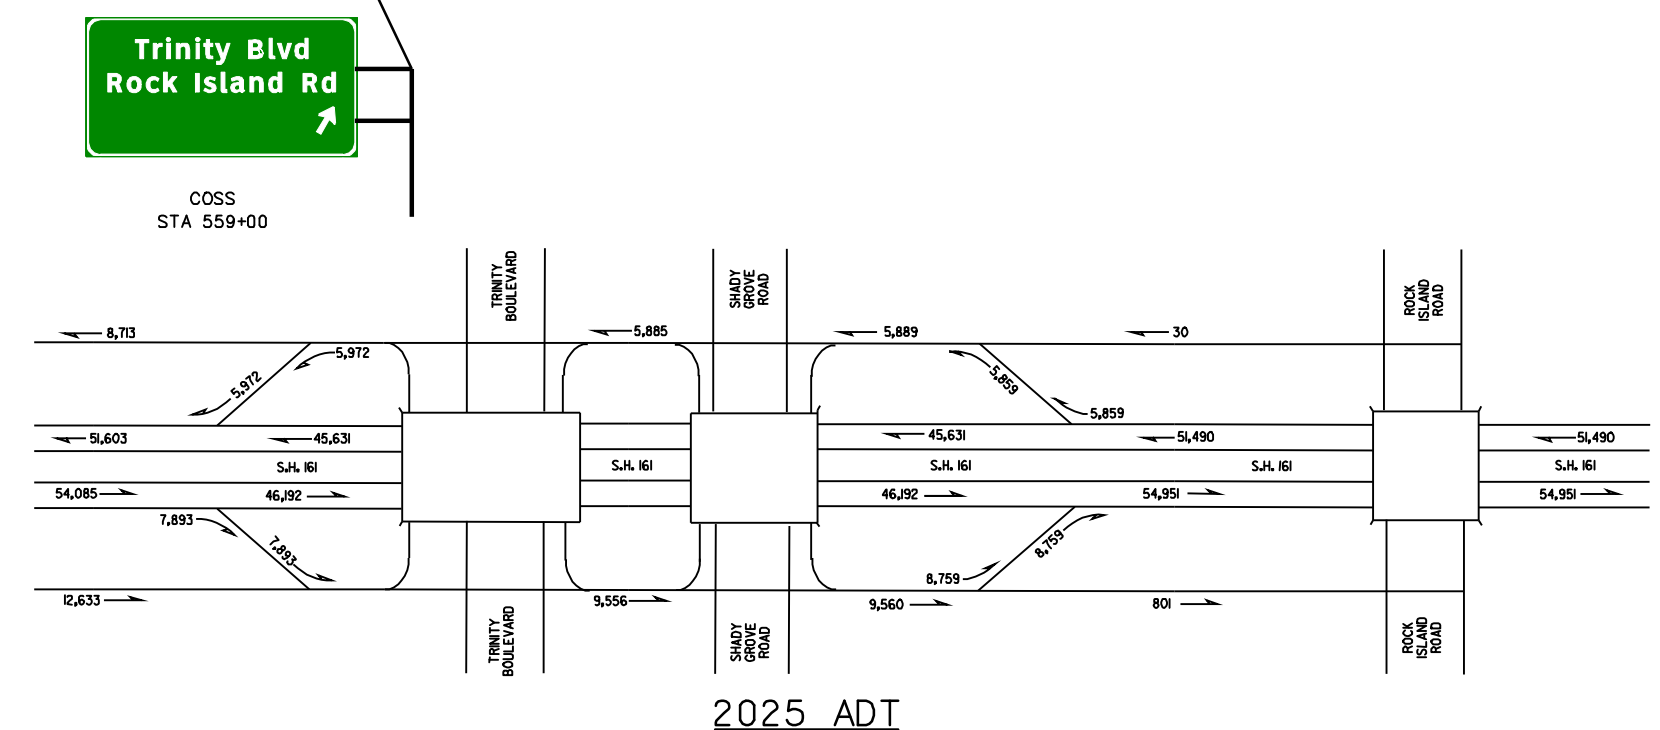 Trinity Blvd
Rock Island Rd
COSS
STA 559+00
TRINITY
BOULEVARD
SHADY
GROVE
ROAD
ROCK
ISLAND
ROAD
8,713
5,885
5,889
30
5,972
5,972
5,859
5,859
51,603
45,631
45,631
51,490
51,490
S.H. 161
S.H. 161
S.H. 161
S.H. 161
S.H. 161
54,085
46,192
46,192
54,951
54,951
7,893
7,893
8,759
8,759
12,633
9,556
9,560
801
TRINITY
BOULEVARD
SHADY
GROVE
ROAD
ROCK
ISLAND
ROAD
2025 ADT